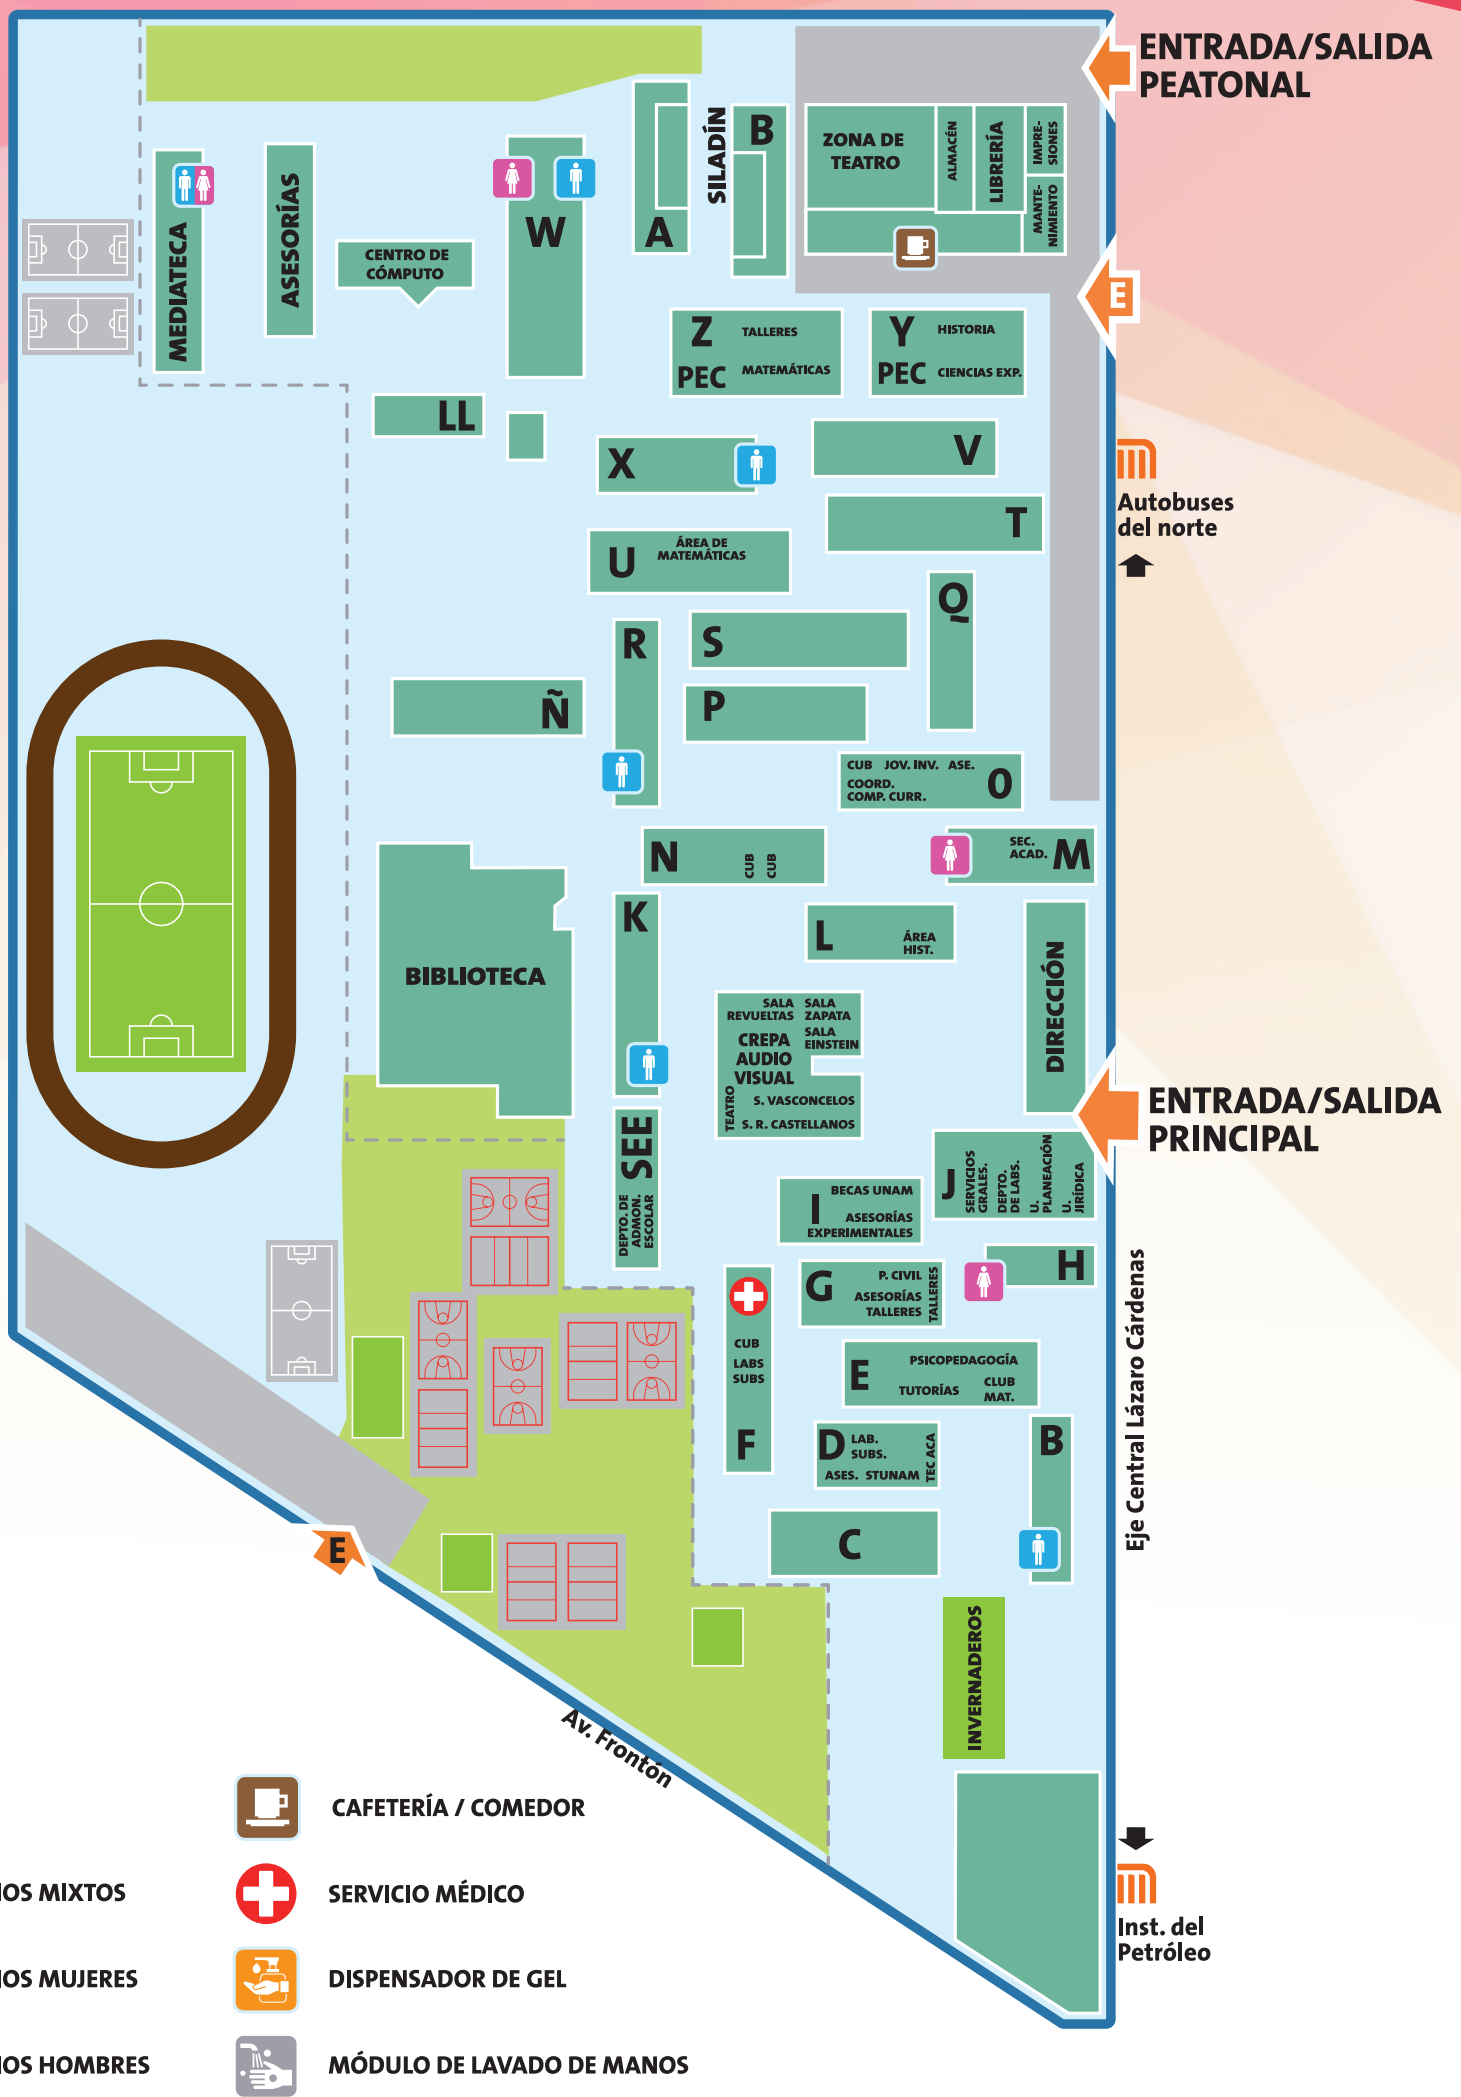 ENTRADA/SALIDA
PEATONAL
ZONA DE
TEATRO
ALMACÉN
LIBRERÍA
IMPRE-
SIONES
MANTE-
NIMIENTO
SILADÍN
A
B
W
MEDIATECA
ASESORÍAS
CENTRO DE
CÓMPUTO
E
Z
TALLERES
PEC
MATEMÁTICAS
Y
HISTORIA
PEC
CIENCIAS EXP.
LL
X
V
T
Autobuses
del norte
U
ÁREA DE
MATEMÁTICAS
Q
R
S
P
Ñ
CUB JOV. INV. ASE.
COORD.
COMP. CURR.
O
N
CUB
CUB
SEC.
ACAD.
M
K
L
ÁREA
HIST.
BIBLIOTECA
DIRECCIÓN
SALA
REVUELTAS
SALA
ZAPATA
SALA
EINSTEIN
CREPA
AUDIO
VISUAL
TEATRO
S. VASCONCELOS
S. R. CASTELLANOS
ENTRADA/SALIDA
PRINCIPAL
SEE
DEPTO. DE
ADMON.
ESCOLAR
J
SERVICIOS
GRALES.
DEPTO.
DE LABS.
U.
PLANEACIÓN
U.
JIRÍDICA
I
BECAS UNAM
ASESORÍAS
EXPERIMENTALES
H
G
P. CIVIL
ASESORÍAS
TALLERES
TALLERES
CUB
LABS
SUBS
F
E
PSICOPEDAGOGÍA
TUTORÍAS
CLUB
MAT.
D
LAB.
SUBS.
ASES. STUNAM
TEC ACA
B
C
Eje Central Lázaro Cárdenas
E
INVERNADEROS
Av. Frontón
Inst. del
Petróleo
CAFETERÍA / COMEDOR
IOS MIXTOS
SERVICIO MÉDICO
IOS MUJERES
DISPENSADOR DE GEL
IOS HOMBRES
MÓDULO DE LAVADO DE MANOS